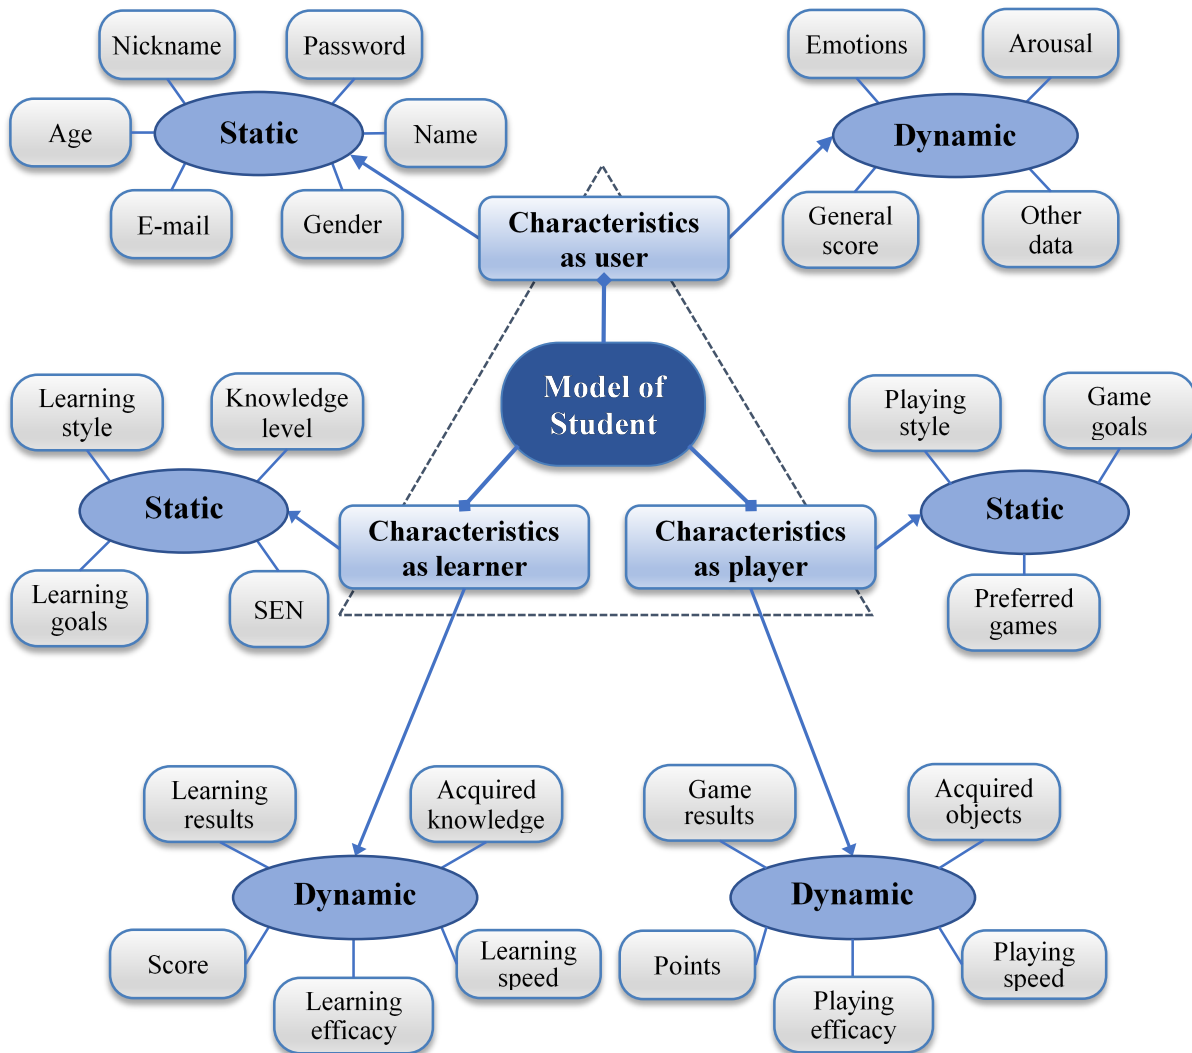 Nickname
Password
Age
Static
Name
E-mail
Gender
Emotions
Arousal
Dynamic
General
score
Other
data
Characteristics
as user
Model of
Student
Learning
style
Knowledge
level
Static
Learning
goals
SEN
Characteristics
as learner
Characteristics
as player
Playing
style
Game
goals
Static
Preferred
games
Learning
results
Acquired
knowledge
Dynamic
Score
Learning
efficacy
Learning
speed
Game
results
Acquired
objects
Dynamic
Points
Playing
efficacy
Playing
speed